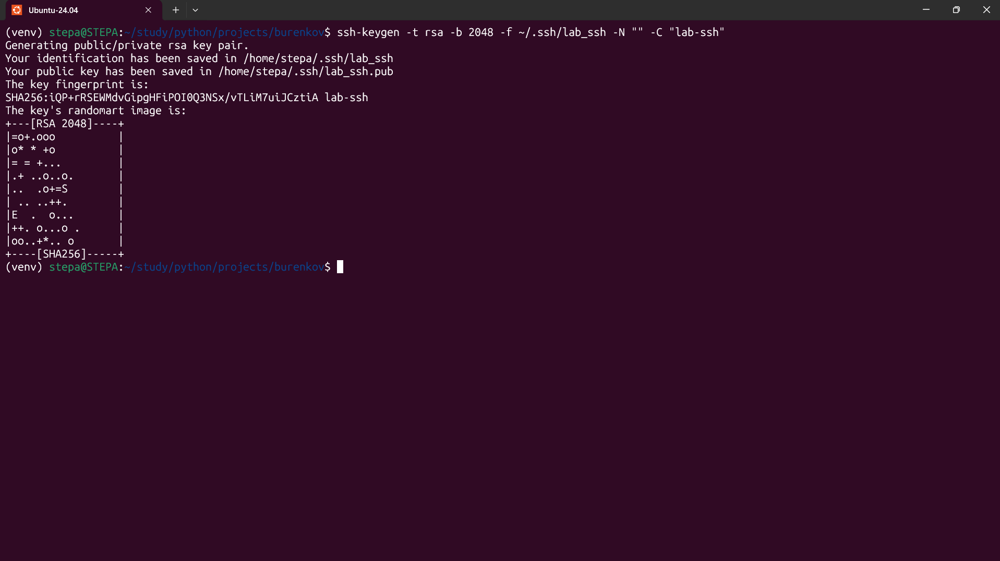 Ubuntu-24.04
(venv) stepa@STEPA:~/study/python/projects/burenkov$ ssh-keygen -t rsa -b 2048 -f ~/.ssh/lab_ssh -N "" -C "lab-ssh"
Generating public/private rsa key pair.
Your identification has been saved in /home/stepa/.ssh/lab_ssh
Your public key has been saved in /home/stepa/.ssh/lab_ssh.pub
The key fingerprint is:
SHA256:iQP+rRSEWMdvGipgHFiPOI0Q3NSx/vTLiM7uiJCztiA lab-ssh
The key's randomart image is:
+---[RSA 2048]----+
|=o+.ooo          |
|o* * +o          |
|= = +...         |
|.+ ..o..o.       |
|..  .o+=S        |
| .. ..++.        |
|E  .  o...       |
|++. o...o .      |
|oo..+*.. o       |
+----[SHA256]-----+
(venv) stepa@STEPA:~/study/python/projects/burenkov$